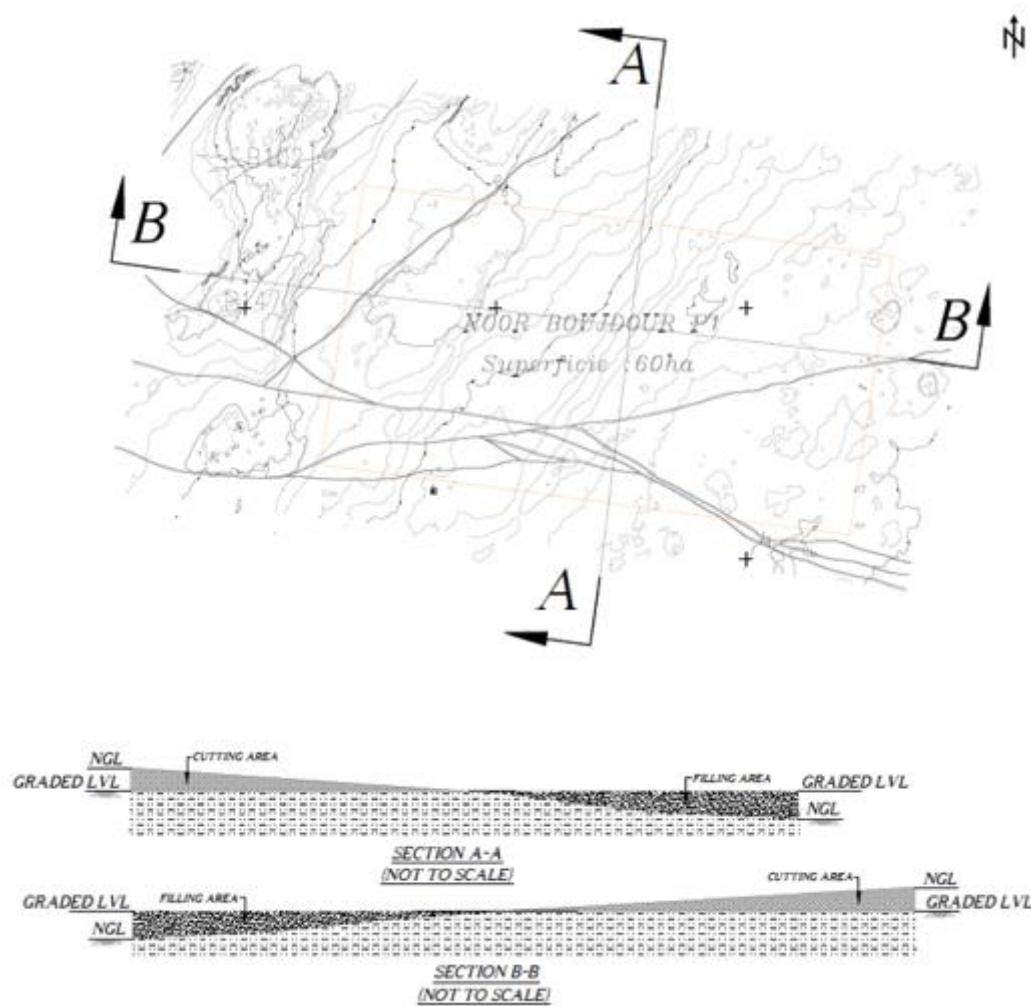 N
A
B
B
NOOR BOUJDOUR P1
Superficie :60ha
A
NGL
CUTTING AREA
GRADED LVL
FILLING AREA
GRADED LVL
NGL
SECTION A-A
(NOT TO SCALE)
CUTTING AREA
NGL
GRADED LVL
FILLING AREA
GRADED LVL
NGL
SECTION B-B
(NOT TO SCALE)